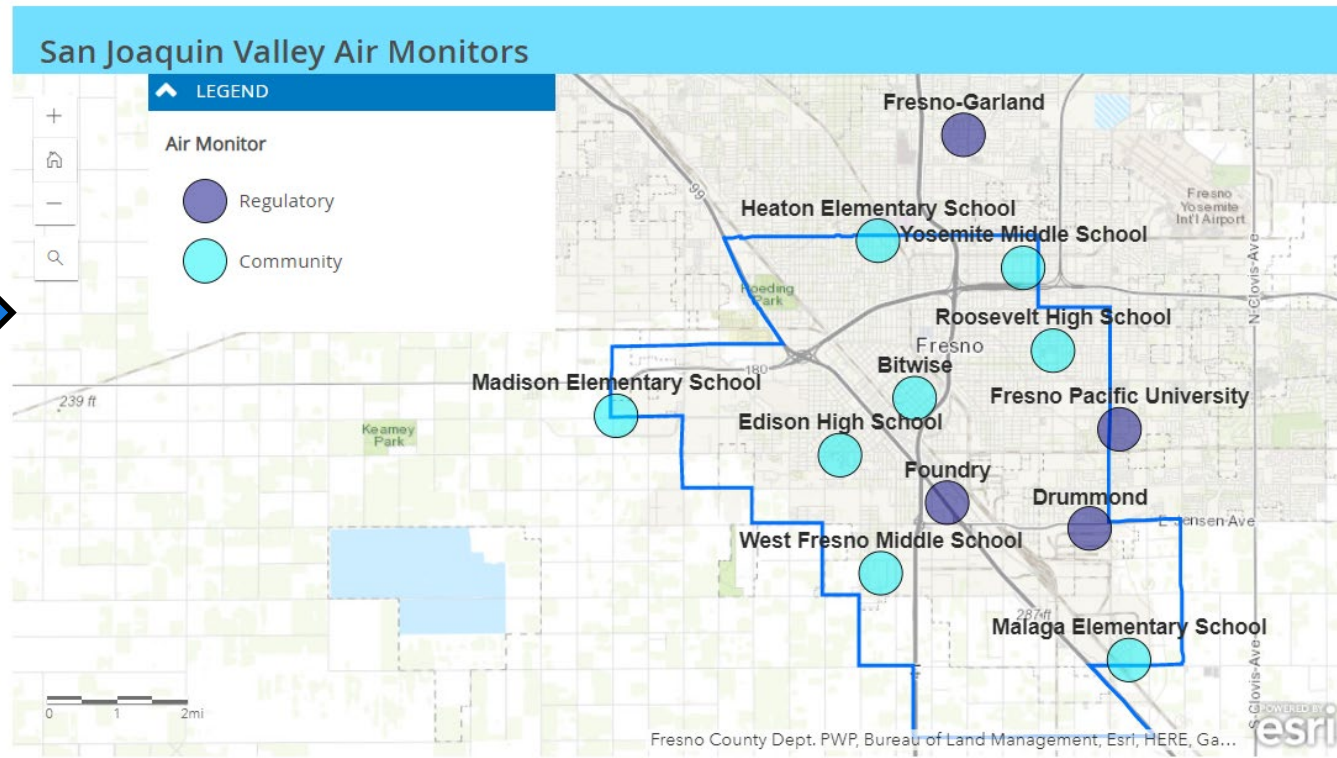 San Joaquin Valley Air Monitors
LEGEND
Air Monitor
Regulatory
Community
Fresno-Garland
99
Fresno
Yosemite
Int'l Airport
Heaton Elementary School
Yosemite Middle School
Roeding
Park
N Clovis Ave
Roosevelt High School
Fresno
Bitwise
180
Madison Elementary School
Fresno Pacific University
239 ft
Kearney
Park
Edison High School
Foundry
Drummond
E Jensen Ave
West Fresno Middle School
287 ft
Malaga Elementary School
S Clovis Ave
0 1 2mi
POWERED BY
esri
Fresno County Dept. PWP, Bureau of Land Management, Esri, HERE, Ga...